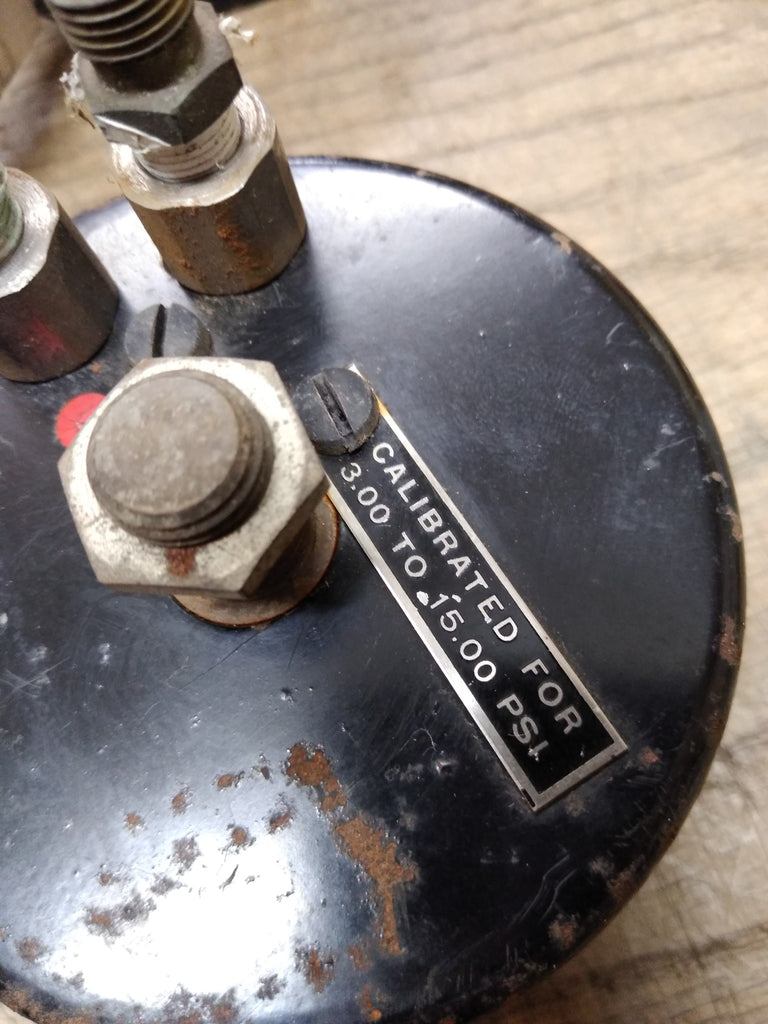 CALIBRATED FOR
3.00 TO 15.00 PSI